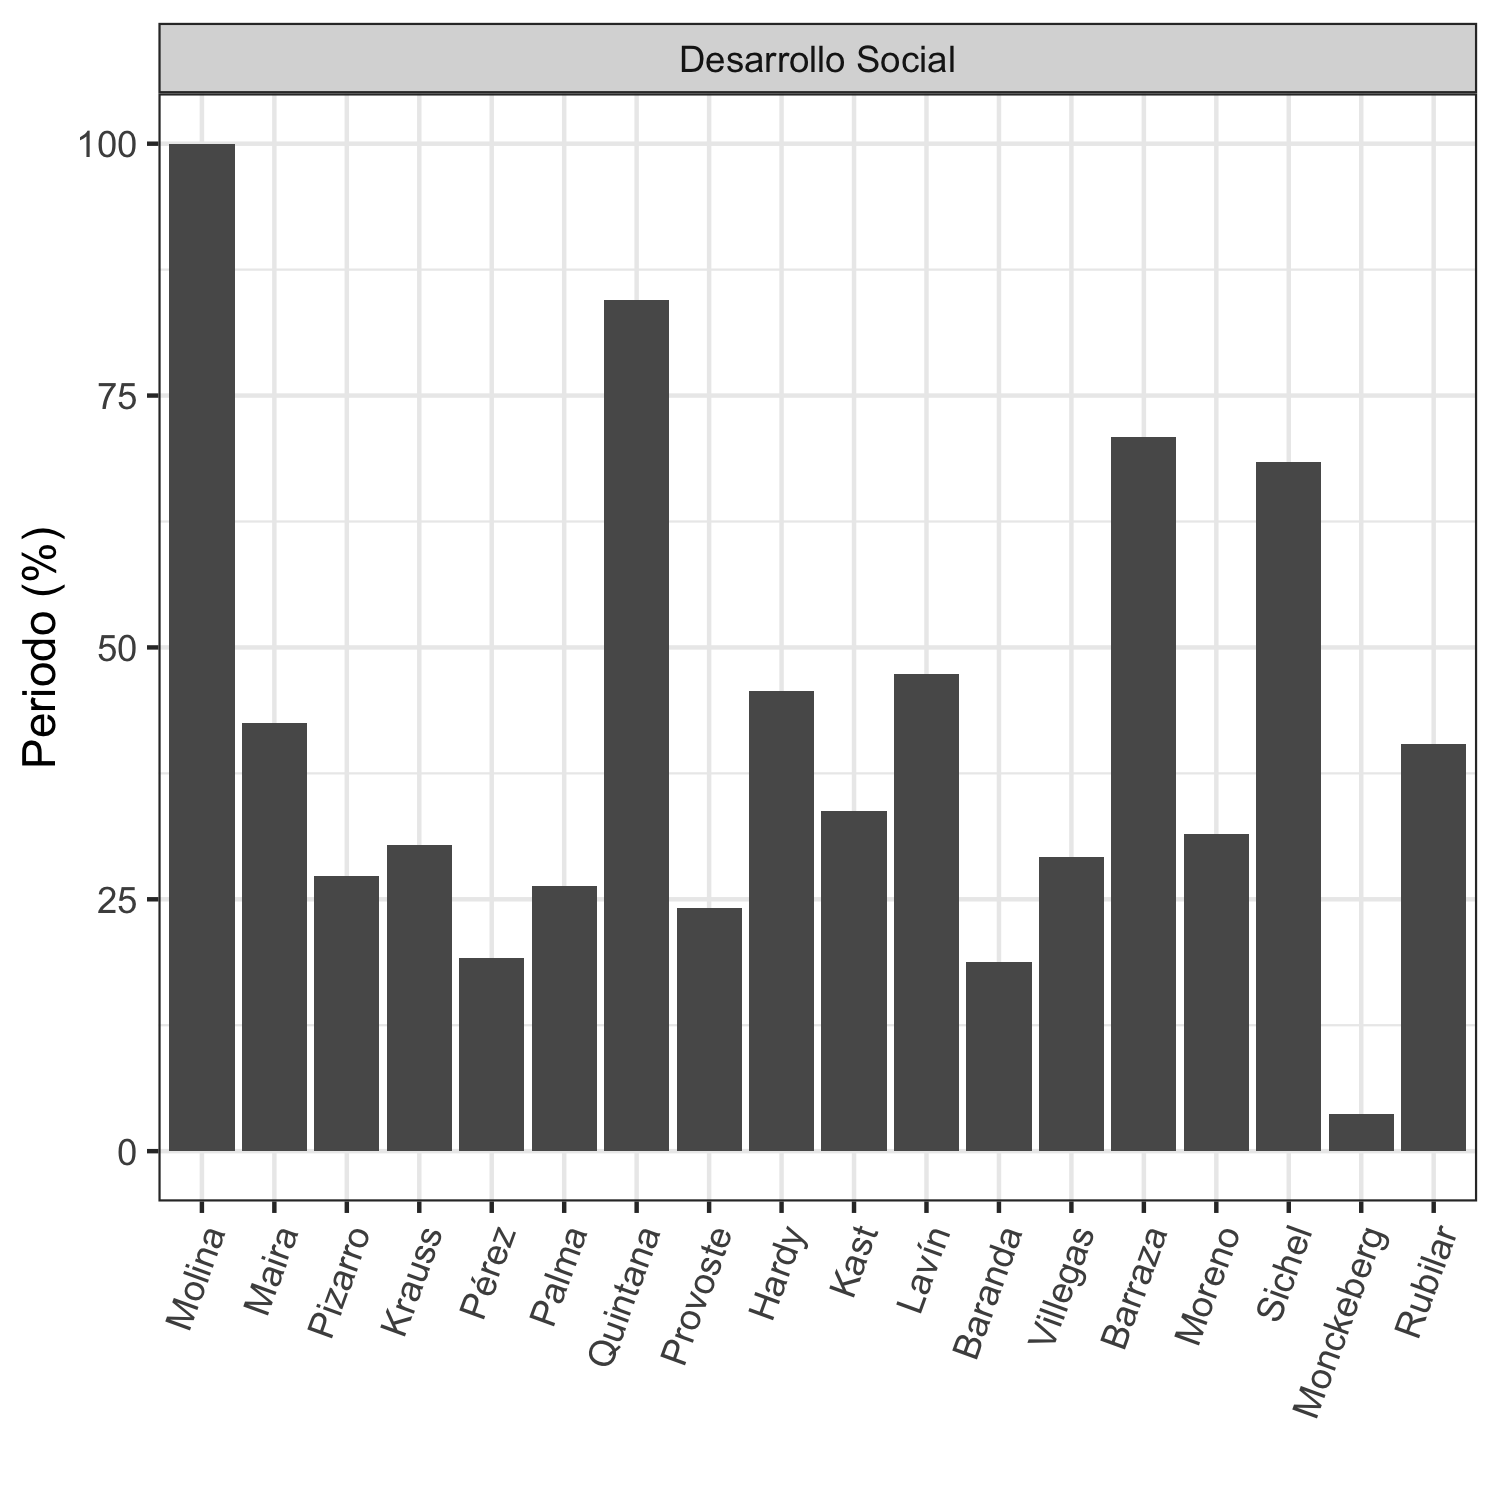 Desarrollo Social
Periodo (%)
100
75
50
25
0
Molina
Maira
Pizarro
Krauss
Pérez
Palma
Quintana
Provoste
Hardy
Kast
Lavín
Baranda
Villegas
Barraza
Moreno
Sichel
Monckeberg
Rubilar